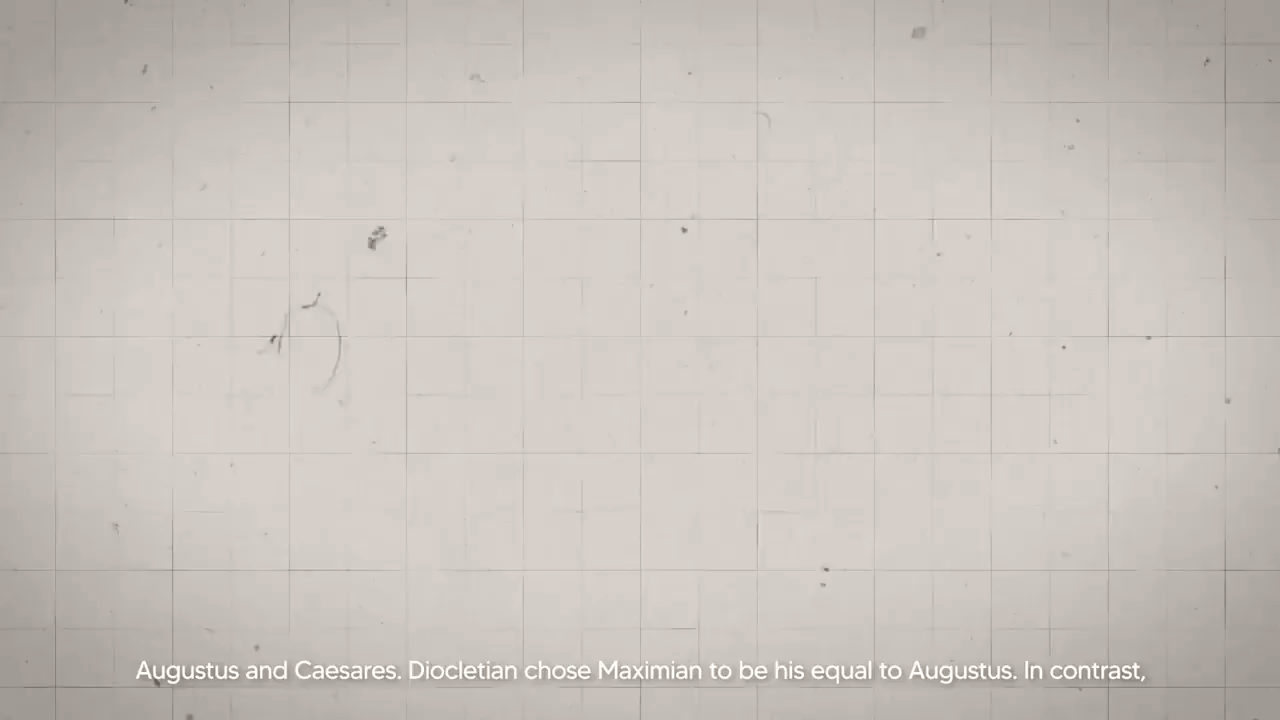 Augustus and Caesares. Diocletian chose Maximian to be his equal to Augustus. In contrast,